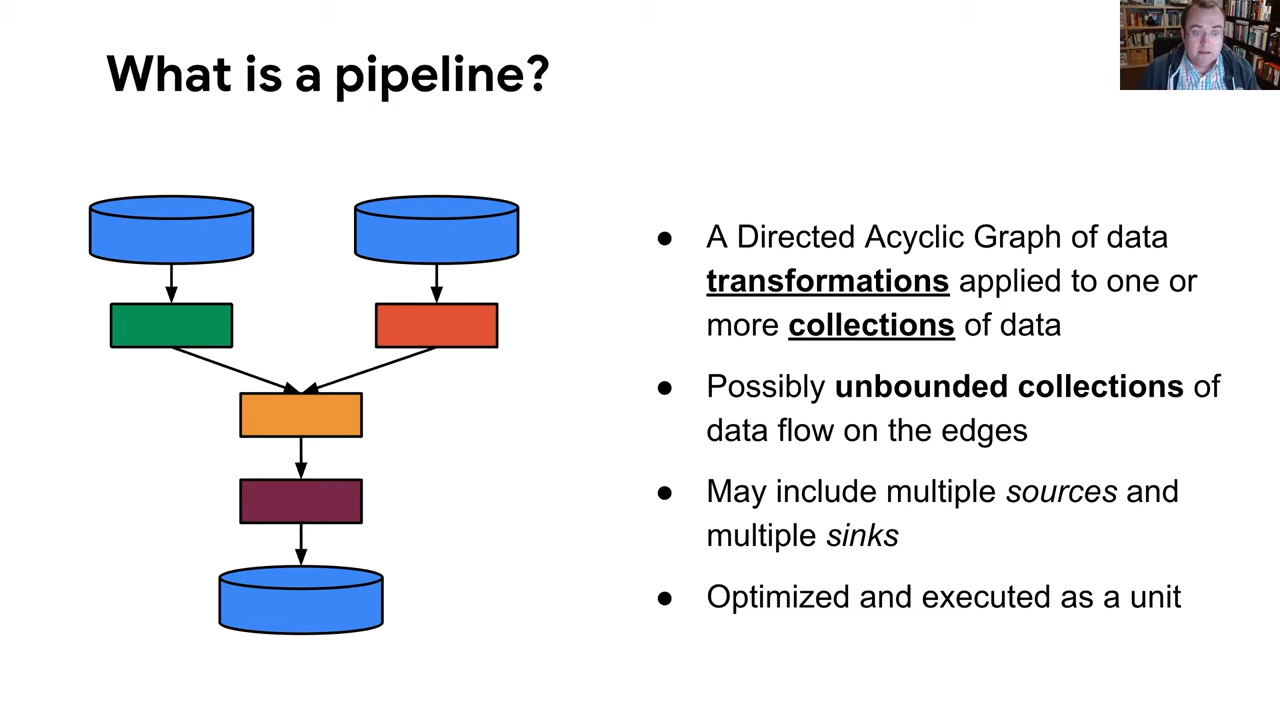 What is a pipeline?
● A Directed Acyclic Graph of data
transformations applied to one or
more collections of data
● Possibly unbounded collections of
data flow on the edges
● May include multiple sources and
multiple sinks
● Optimized and executed as a unit